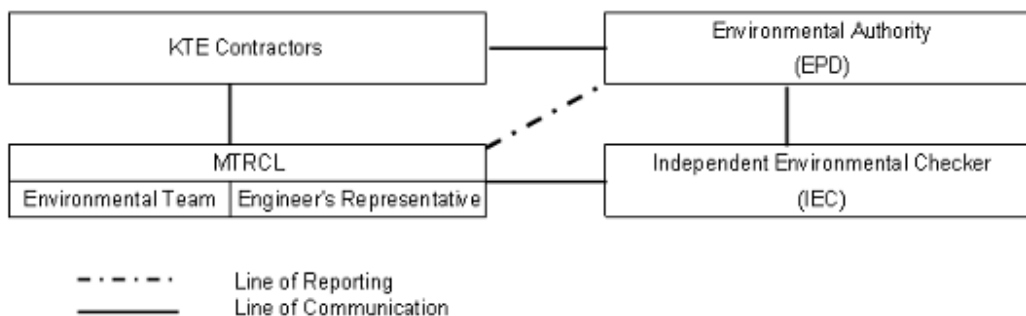 KTE Contractors
Environmental Authority
(EPD)
MTRCL
Environmental Team
Engineer's Representative
Independent Environmental Checker
(IEC)
Line of Reporting
Line of Communication